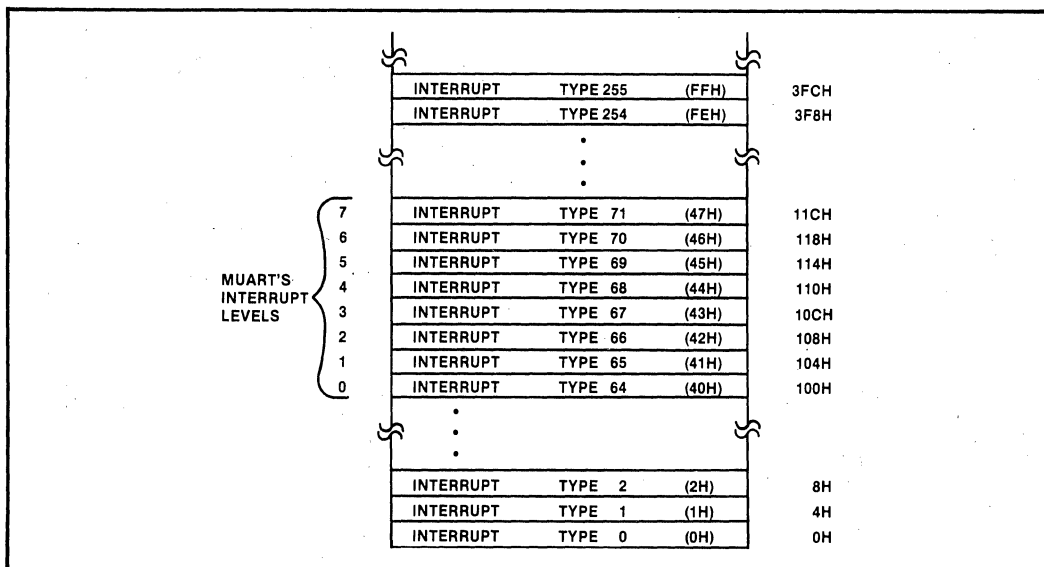 INTERRUPT TYPE 255 (FFH) 3FCH
INTERRUPT TYPE 254 (FEH) 3F8H
7 INTERRUPT TYPE 71 (47H) 11CH
6 INTERRUPT TYPE 70 (46H) 118H
5 INTERRUPT TYPE 69 (45H) 114H
MUART'S
INTERRUPT
LEVELS
4 INTERRUPT TYPE 68 (44H) 110H
3 INTERRUPT TYPE 67 (43H) 10CH
2 INTERRUPT TYPE 66 (42H) 108H
1 INTERRUPT TYPE 65 (41H) 104H
0 INTERRUPT TYPE 64 (40H) 100H
INTERRUPT TYPE 2 (2H) 8H
INTERRUPT TYPE 1 (1H) 4H
INTERRUPT TYPE 0 (0H) 0H